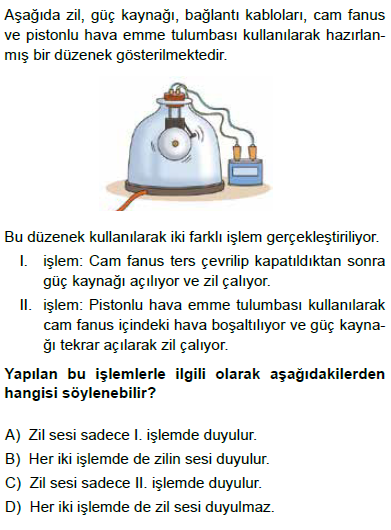 Aşağıda zil, güç kaynağı, bağlantı kabloları, cam fanus
ve pistonlu hava emme tulumbası kullanılarak hazırlan-
mış bir düzenek gösterilmektedir.
Bu düzenek kullanılarak iki farklı işlem gerçekleştiriliyor.
I. işlem: Cam fanus ters çevrilip kapatıldıktan sonra
güç kaynağı açılıyor ve zil çalıyor.
II. işlem: Pistonlu hava emme tulumbası kullanılarak
cam fanus içindeki hava boşaltılıyor ve güç kayna-
ğı tekrar açılarak zil çalıyor.
Yapılan bu işlemlerle ilgili olarak aşağıdakilerden
hangisi söylenebilir?
A) Zil sesi sadece I. işlemde duyulur.
B) Her iki işlemde de zilin sesi duyulur.
C) Zil sesi sadece II. işlemde duyulur.
D) Her iki işlemde de zil sesi duyulmaz.